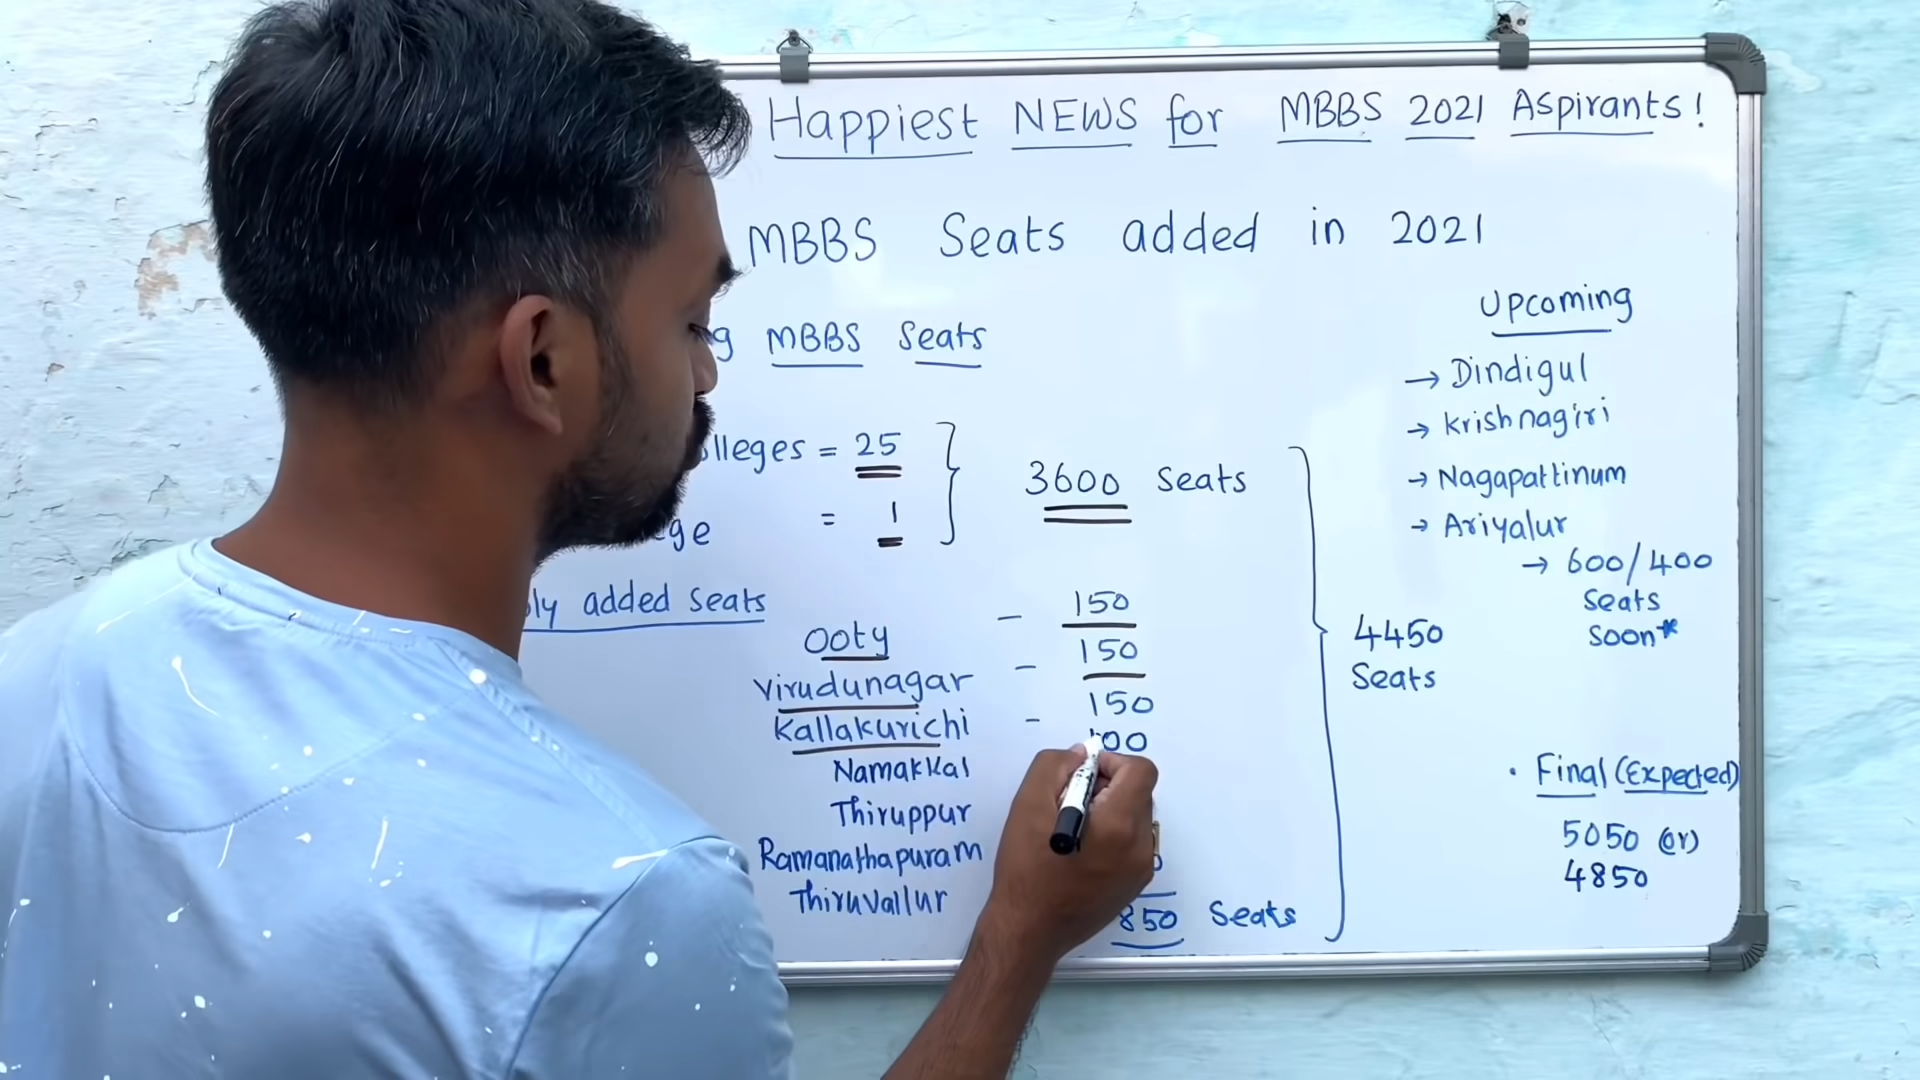 Happiest NEWS for MBBS 2021 Aspirants!
MBBS Seats added in 2021
MBBS Seats
lleges = 25
3600 Seats
ge = 1
added Seats
Ooty - 150
Virudunagar - 150
Kallakurichi - 150
Namakkal 100
Thiruppur
Ramanathapuram
Thiruvallur
850 Seats
4450
Seats
Upcoming
→ Dindigul
→ Krishnagiri
→ Nagapattinum
→ Ariyalur
→ 600/400
Seats
Soon*
• Final (Expected)
5050 (or)
4850